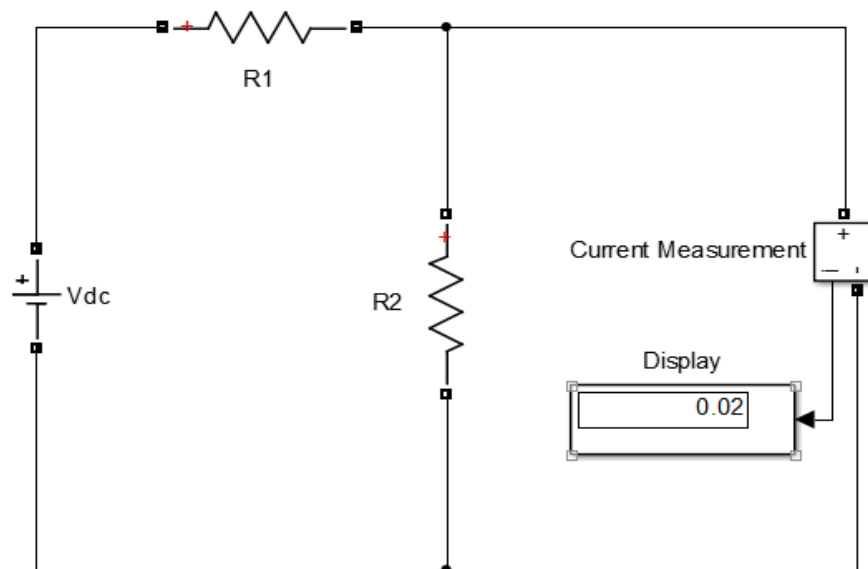 R1
+
Vdc
R2
Current Measurement
+
i
-
Display
0.02